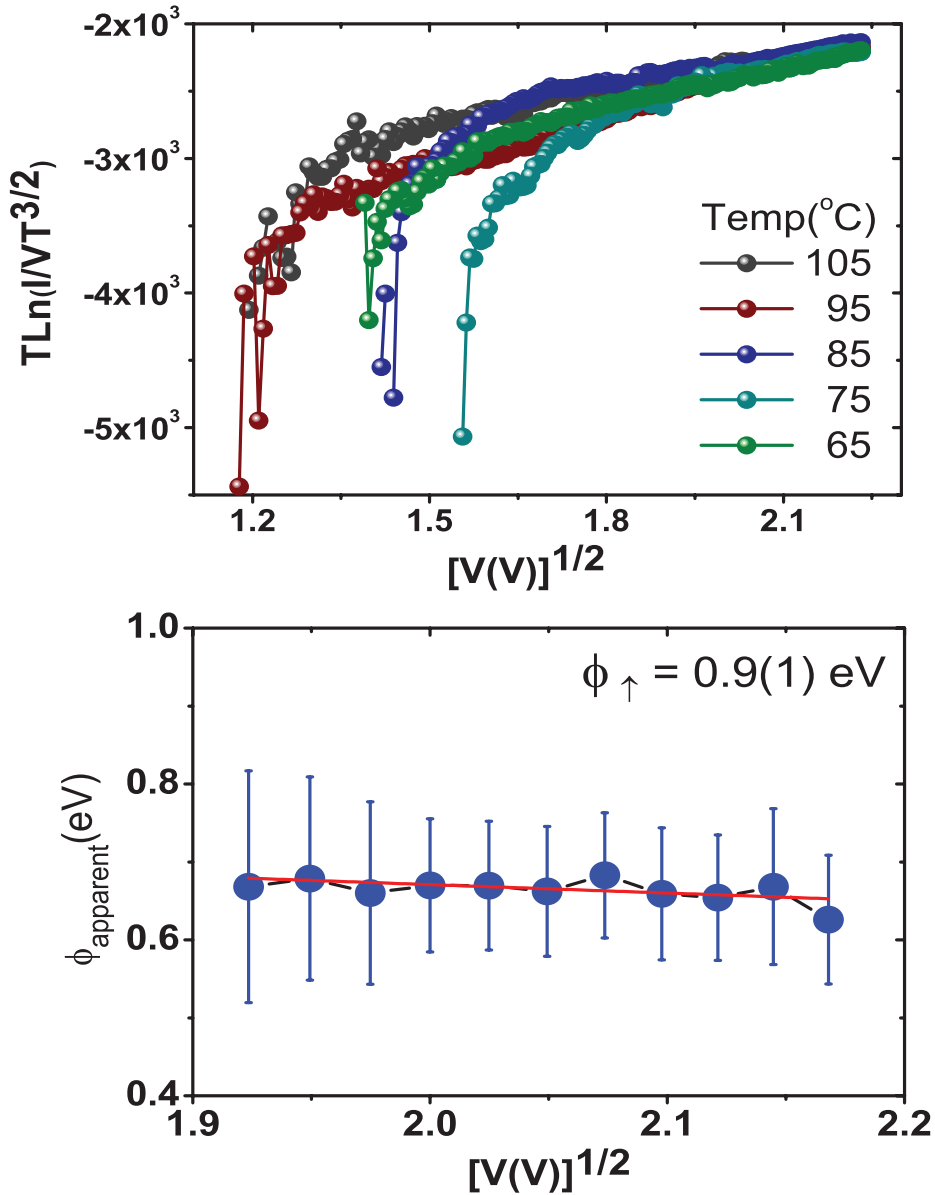 -2x10³
-3x10³
-4x10³
-5x10³
TLn(I/VT^3/2)
Temp(°C)
105
95
85
75
65
1.2 1.5 1.8 2.1
[V(V)]^1/2
1.0
0.8
0.6
0.4
ϕapparent(eV)
ϕ↑ = 0.9(1) eV
1.9 2.0 2.1 2.2
[V(V)]^1/2